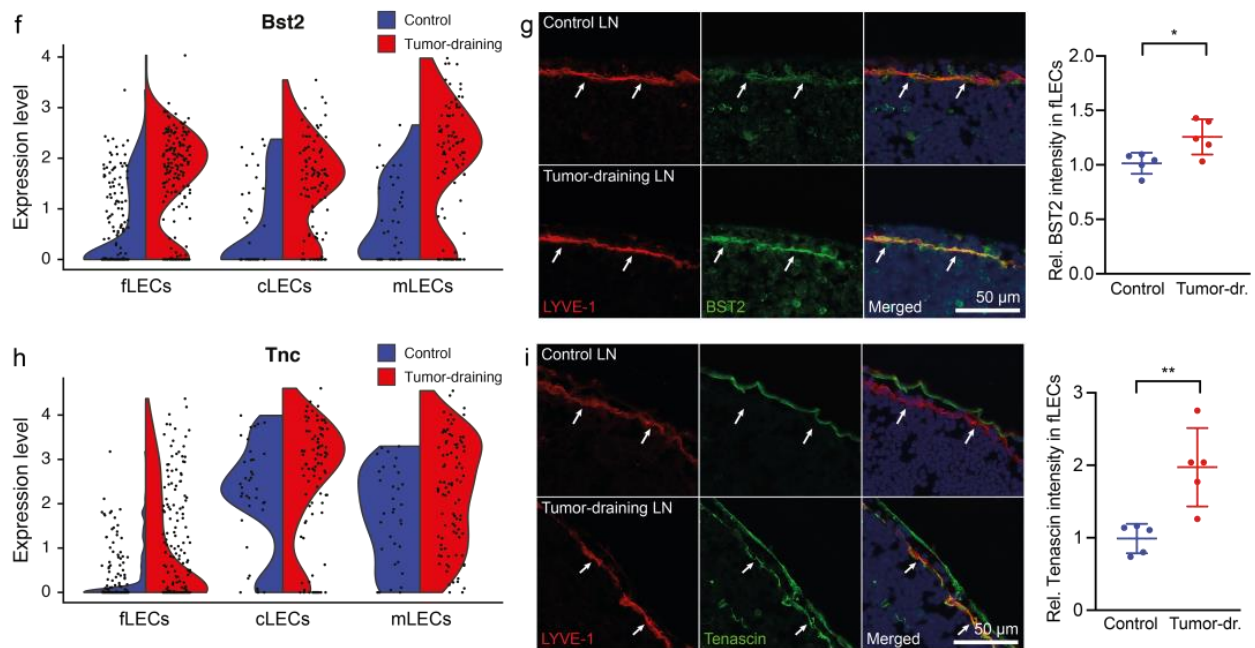 f
Bst2
Control
Tumor-draining
Expression level
4
3
2
1
0
fLECs
cLECs
mLECs
g
Control LN
Tumor-draining LN
LYVE-1
BST2
Merged
50 µm
Rel. BST2 intensity in fLECs
2.0
1.5
1.0
0.5
0.0
*
Control
Tumor-dr.
h
Tnc
Control
Tumor-draining
Expression level
4
3
2
1
0
fLECs
cLECs
mLECs
i
Control LN
Tumor-draining LN
LYVE-1
Tenascin
Merged
50 µm
Rel. Tenascin intensity in fLECs
3
2
1
0
**
Control
Tumor-dr.